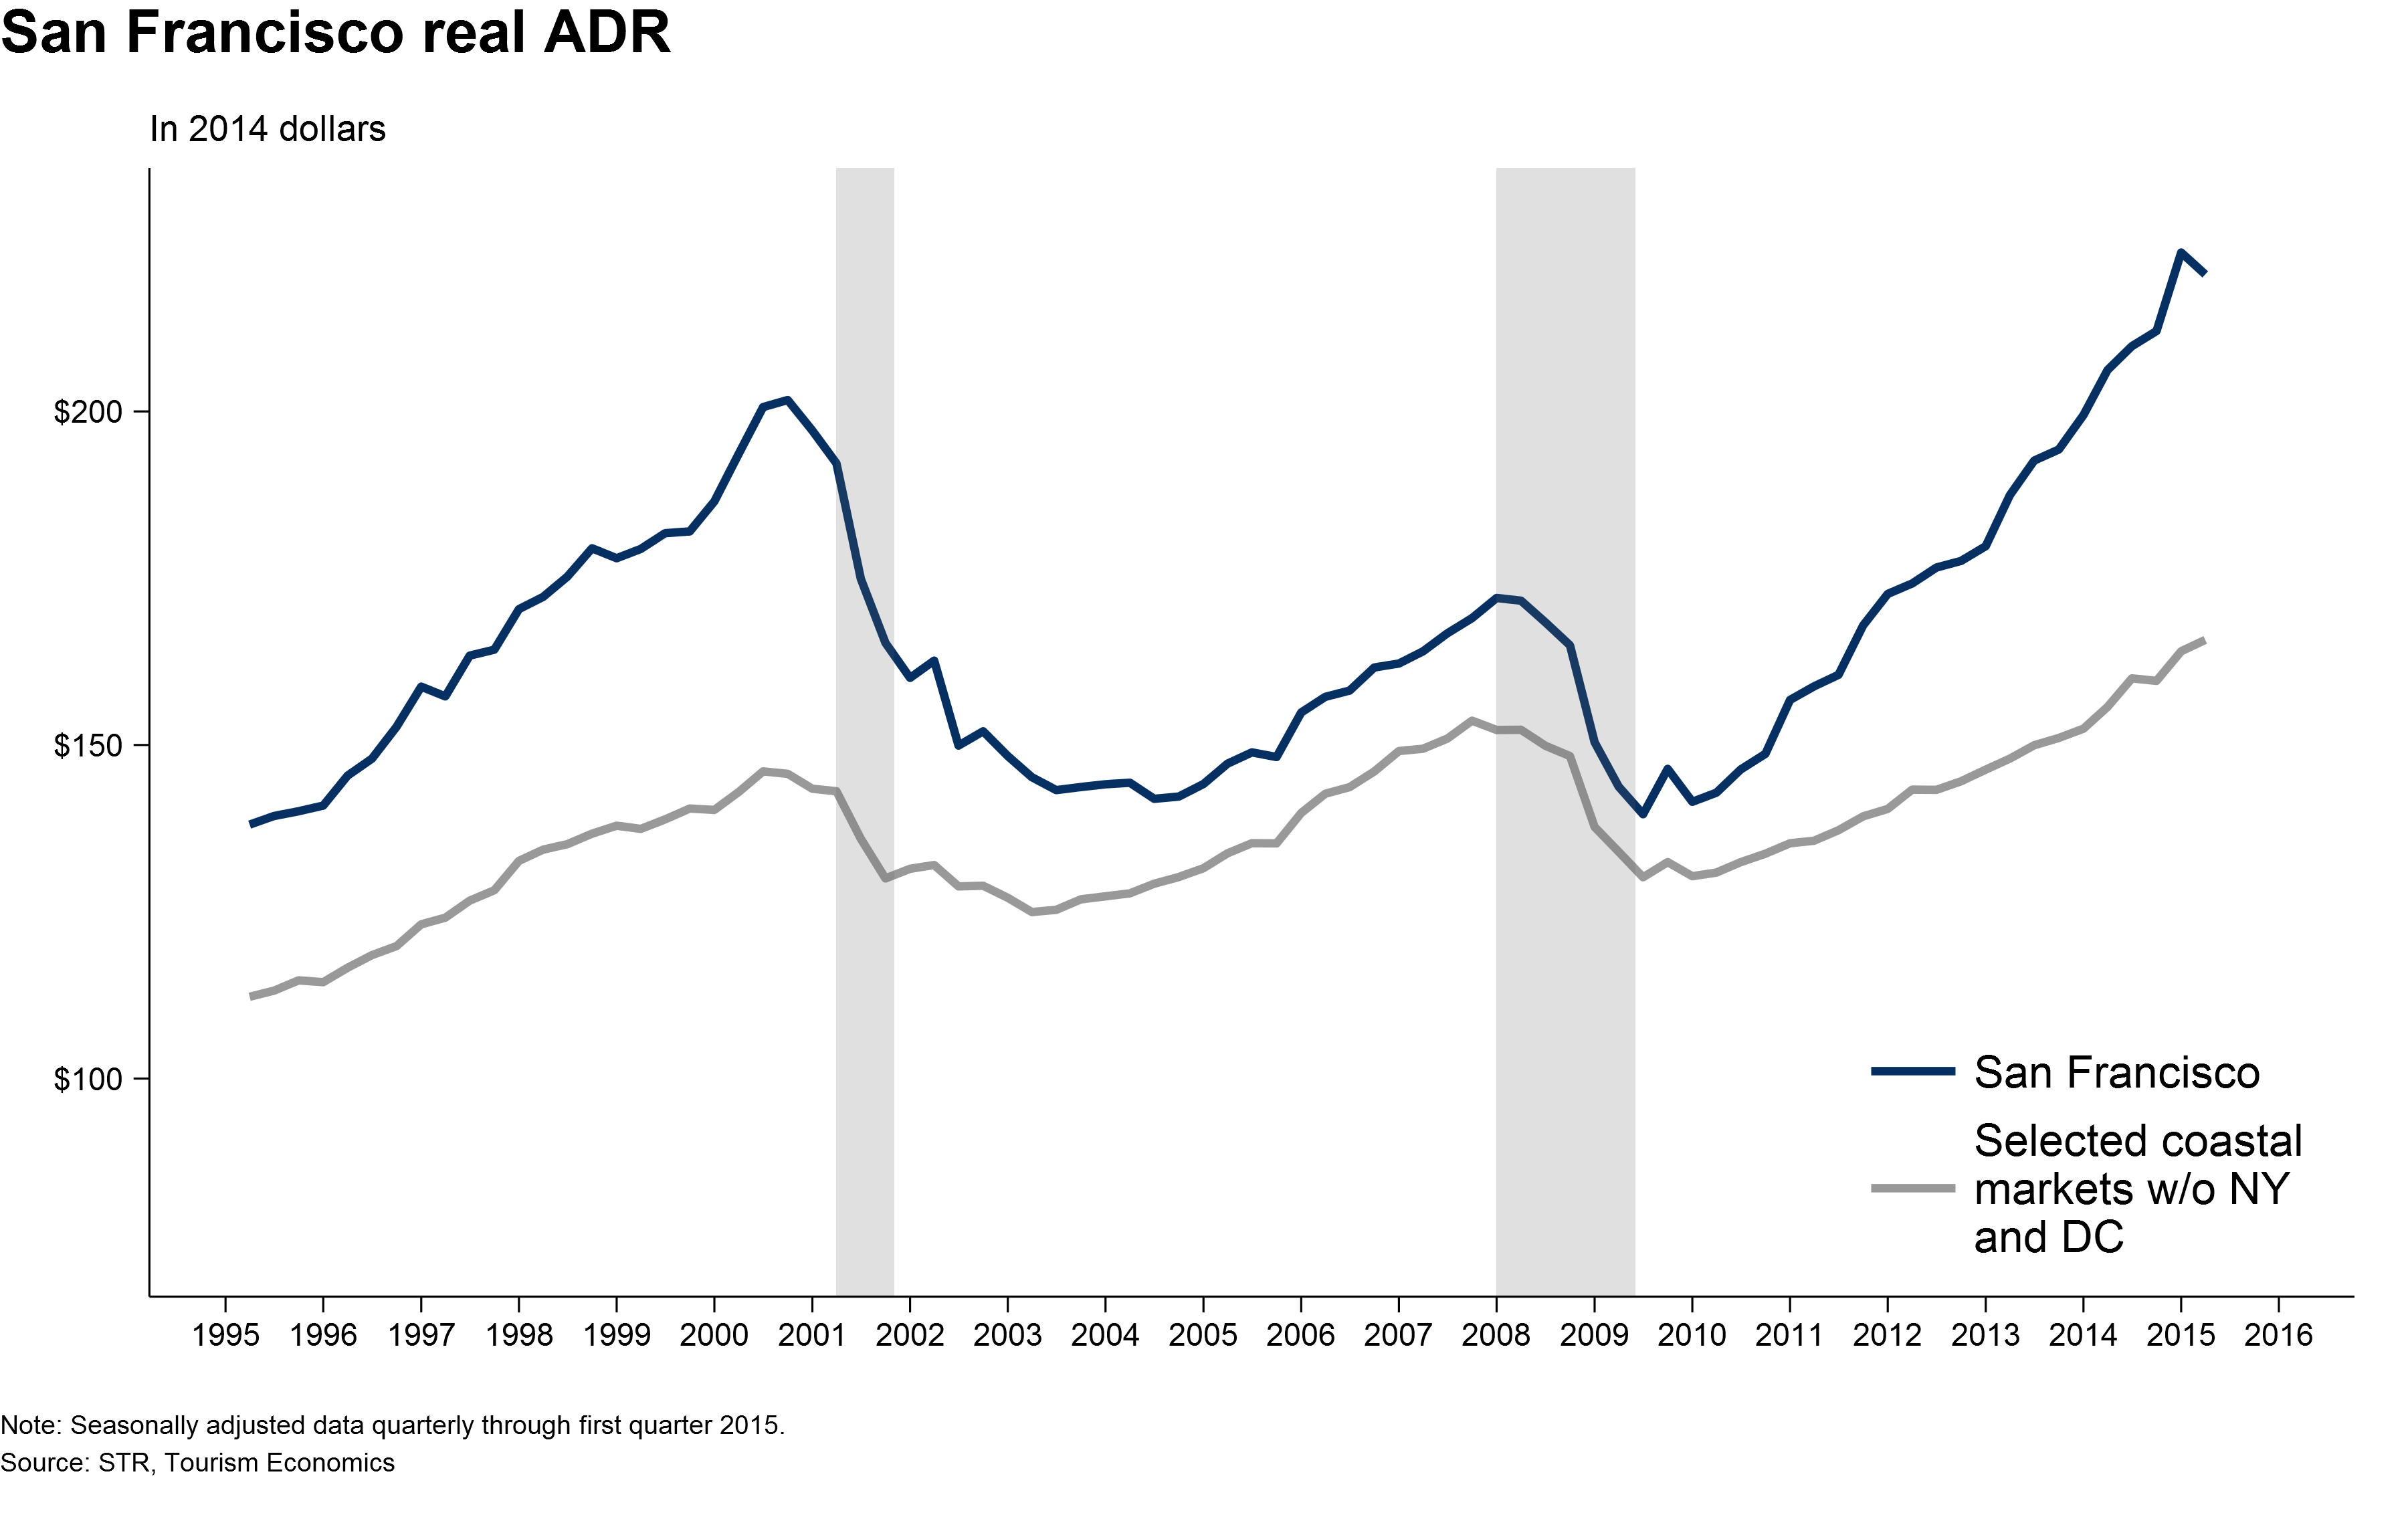 San Francisco real ADR
In 2014 dollars
$200
$150
$100
San Francisco
Selected coastal
markets w/o NY
and DC
1995 1996 1997 1998 1999 2000 2001 2002 2003 2004 2005 2006 2007 2008 2009 2010 2011 2012 2013 2014 2015 2016
Note: Seasonally adjusted data quarterly through first quarter 2015.
Source: STR, Tourism Economics